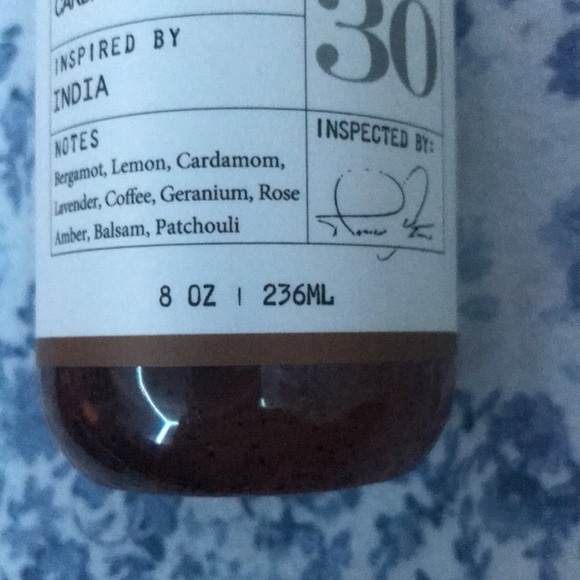 INSPIRED BY
INDIA
30
NOTES
Bergamot, Lemon, Cardamom,
Lavender, Coffee, Geranium, Rose
Amber, Balsam, Patchouli
INSPECTED BY:
8 OZ | 236ML